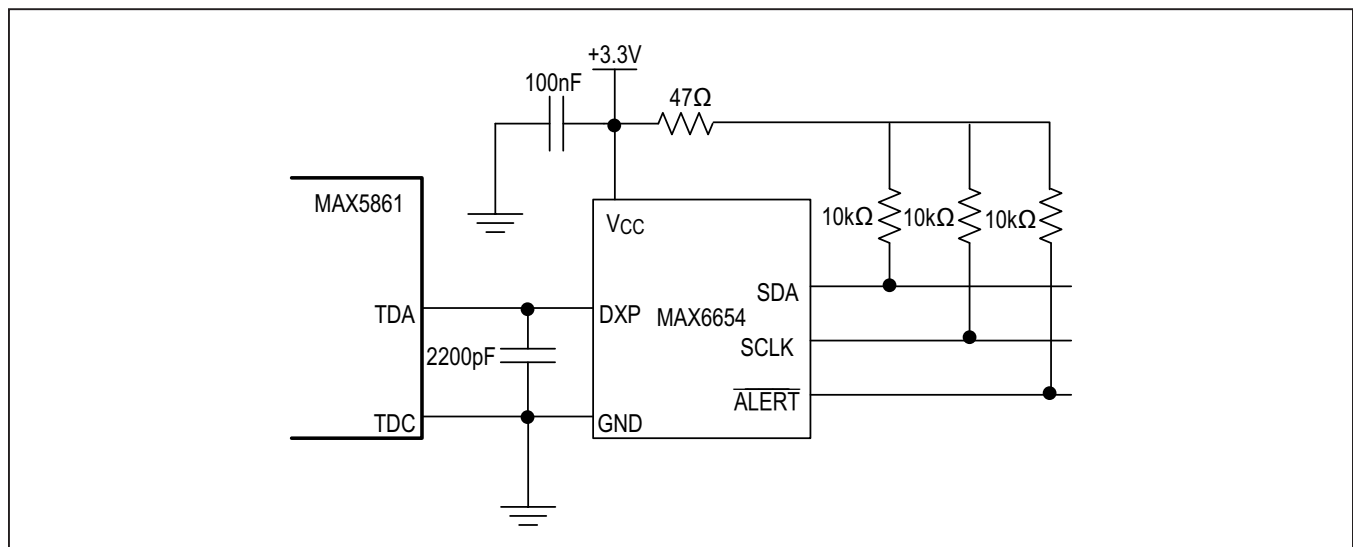 +3.3V
100nF
47Ω
MAX5861
10kΩ
10kΩ
10kΩ
VCC
SDA
TDA
DXP
MAX6654
SCLK
2200pF
ALERT
TDC
GND